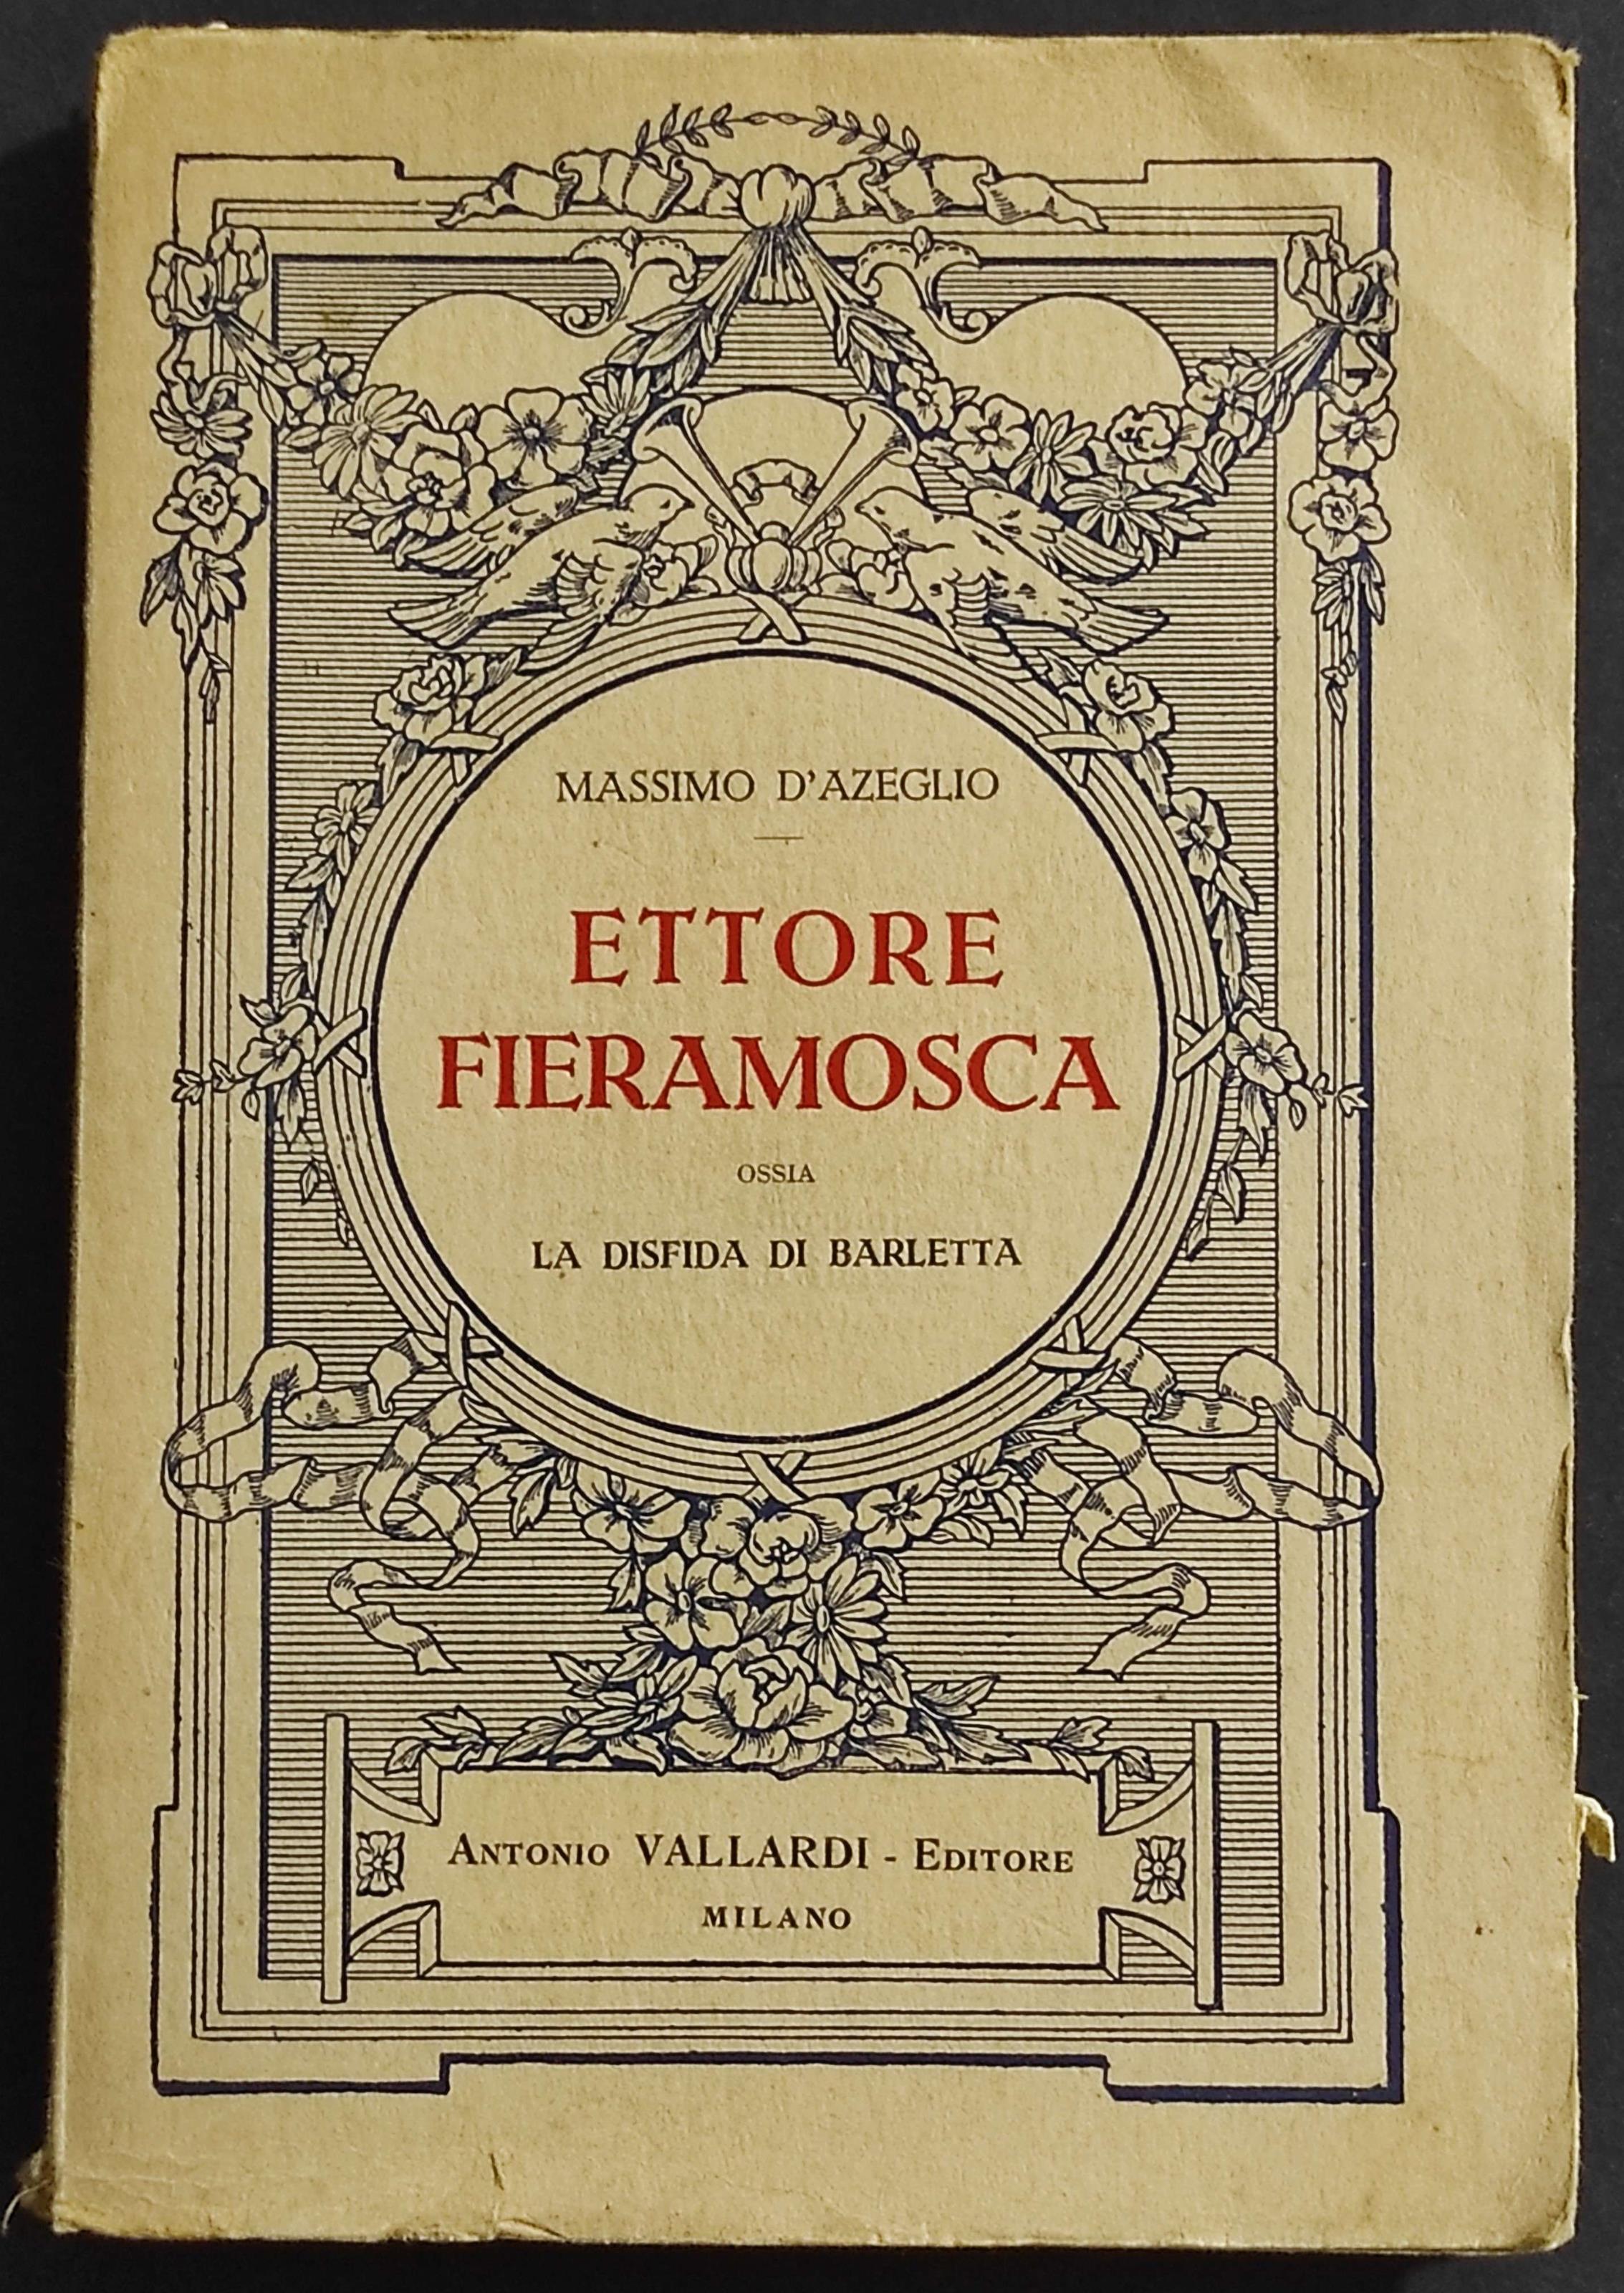 MASSIMO D'AZEGLIO
ETTORE
FIERAMOSCA
OSSIA
LA DISFIDA DI BARLETTA
ANTONIO VALLARDI - EDITORE
MILANO